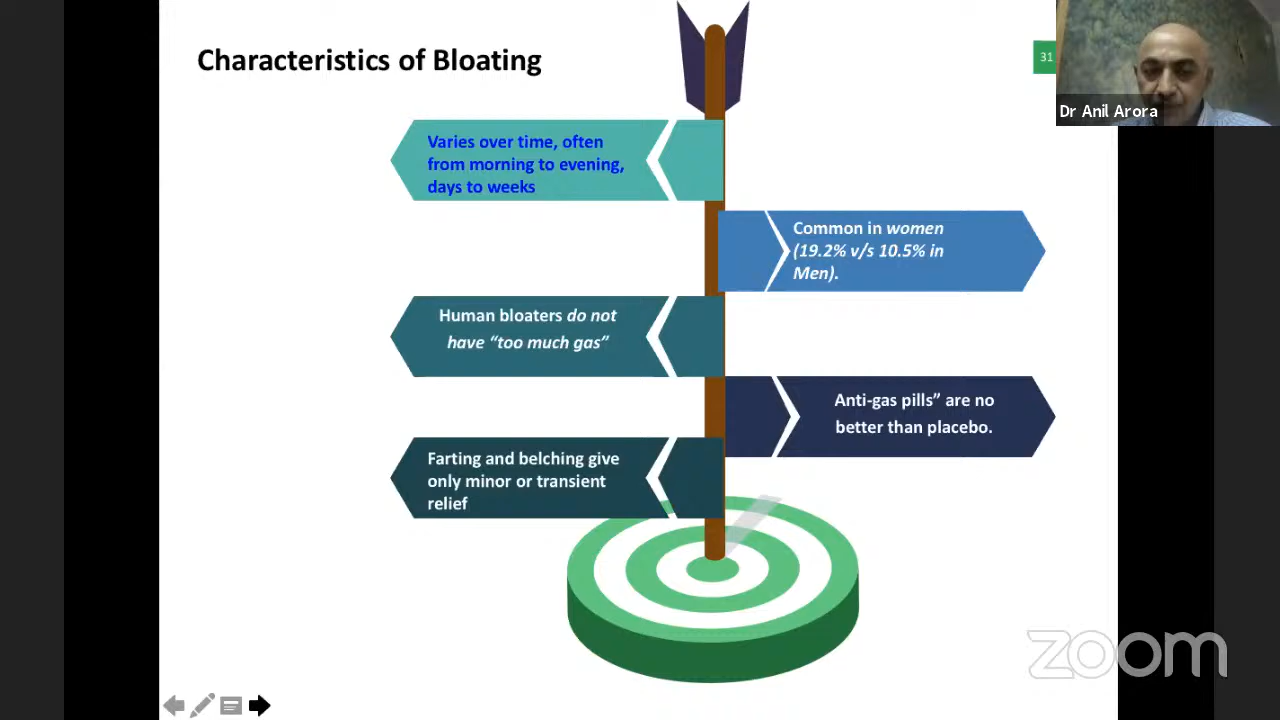 Characteristics of Bloating
31
Dr Anil Arora
Varies over time, often
from morning to evening,
days to weeks
Common in women
(19.2% v/s 10.5% in
Men).
Human bloaters do not
have “too much gas”
Anti-gas pills” are no
better than placebo.
Farting and belching give
only minor or transient
relief
zoom